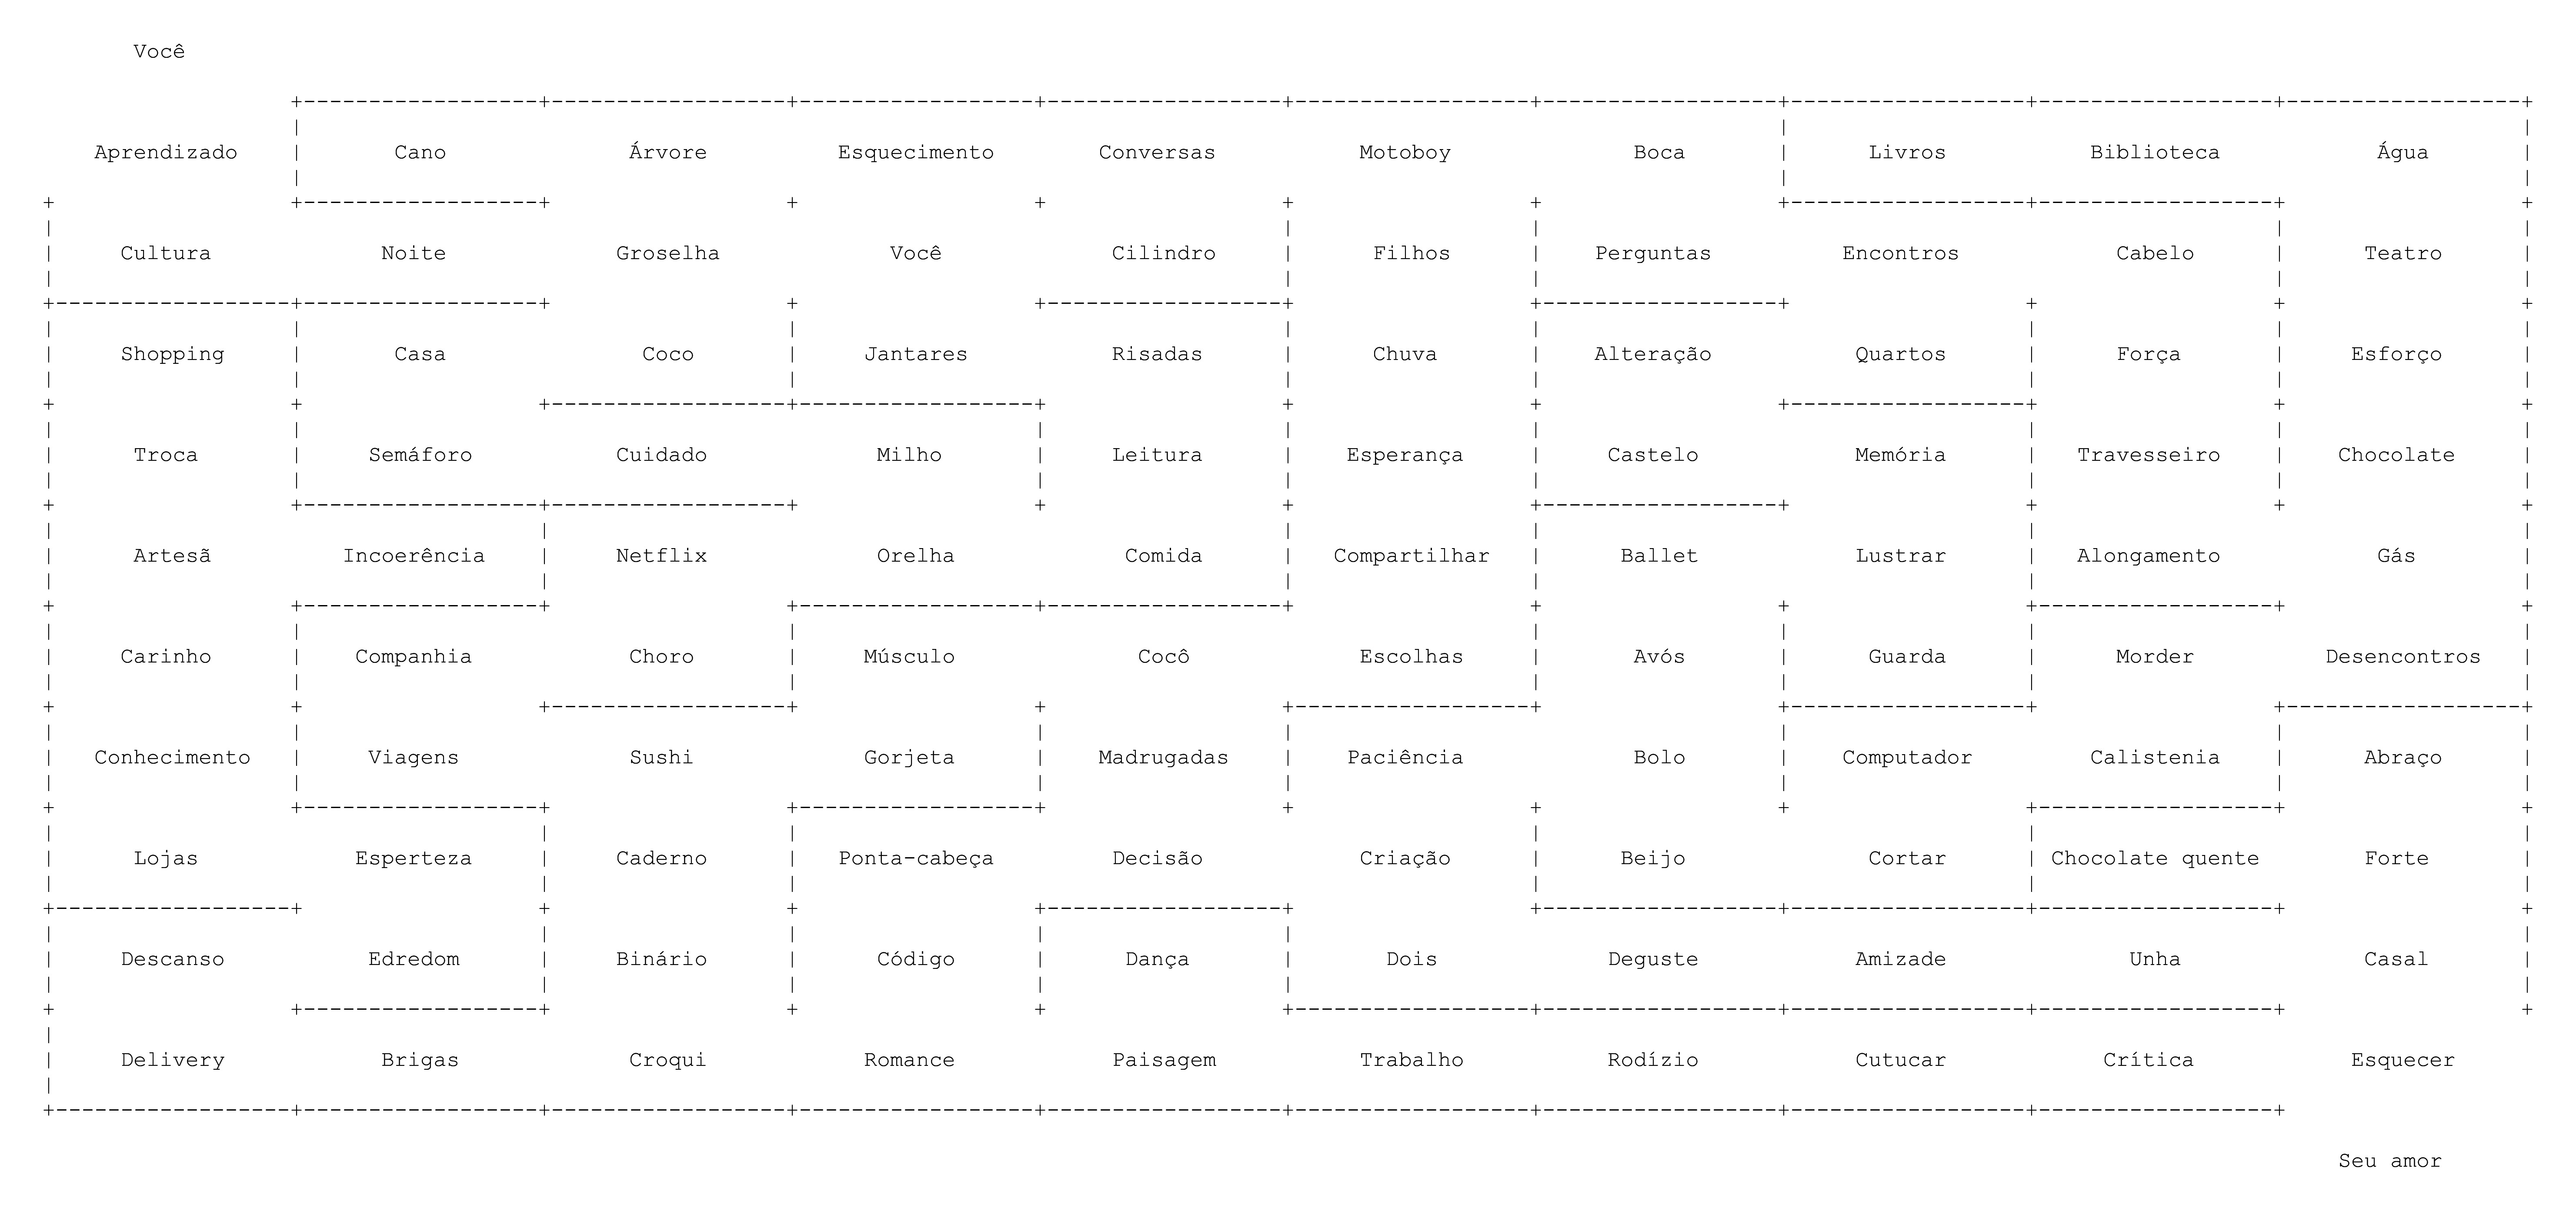 Você
Aprendizado Cano Árvore Esquecimento Conversas Motoboy Boca Livros Biblioteca Água
Cultura Noite Groselha Você Cilindro Filhos Perguntas Encontros Cabelo Teatro
Shopping Casa Coco Jantares Risadas Chuva Alteração Quartos Força Esforço
Troca Semáforo Cuidado Milho Leitura Esperança Castelo Memória Travesseiro Chocolate
Artesã Incoerência Netflix Orelha Comida Compartilhar Ballet Lustrar Alongamento Gás
Carinho Companhia Choro Músculo Cocô Escolhas Avós Guarda Morder Desencontros
Conhecimento Viagens Sushi Gorjeta Madrugadas Paciência Bolo Computador Calistenia Abraço
Lojas Esperteza Caderno Ponta-cabeça Decisão Criação Beijo Cortar Chocolate quente Forte
Descanso Edredom Binário Código Dança Dois Deguste Amizade Unha Casal
Delivery Brigas Croqui Romance Paisagem Trabalho Rodízio Cutucar Crítica Esquecer
Seu amor